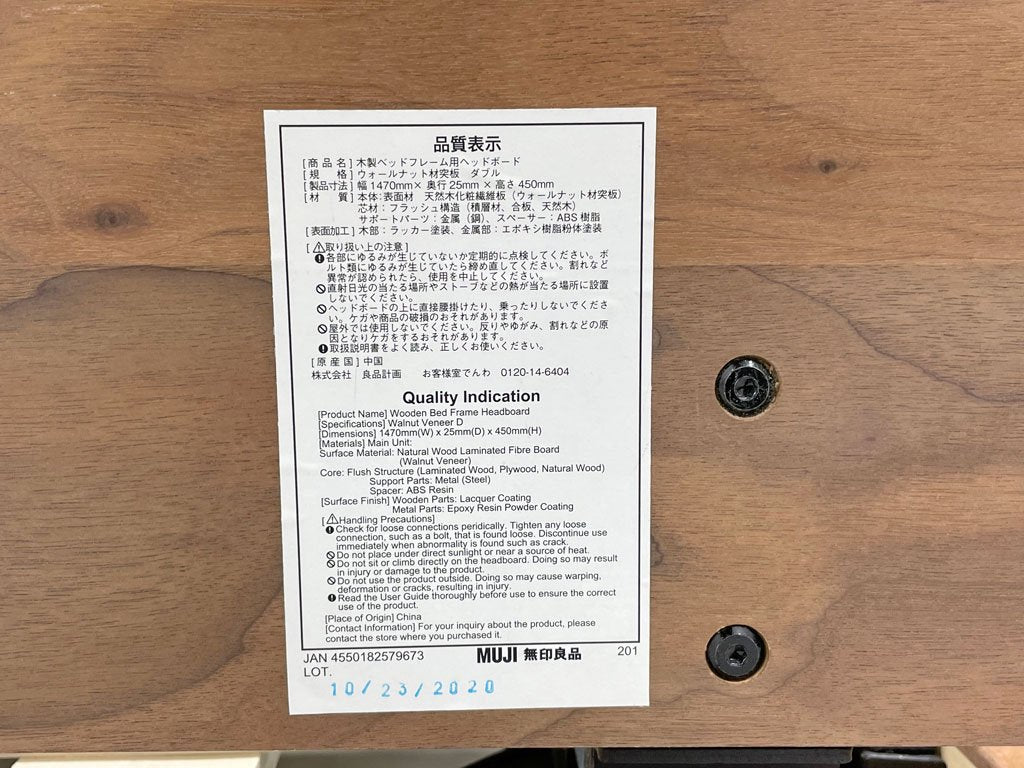 品質表示
[商品名] 木製ベッドフレーム用ヘッドボード
[規　　格] ウォールナット材突板　ダブル
[製品寸法] 幅 1470mm× 奥行 25mm × 高さ 450mm
[材　　質] 本体:表面材　天然木化粧繊維板（ウォールナット材突板）
芯材：フラッシュ構造（積層材、合板、天然木）
サポートパーツ：金属（鋼）、スペーサー：ABS 樹脂
[表面加工] 木部：ラッカー塗装、金属部：エポキシ樹脂粉体塗装
[⚠取り扱い上の注意]
各部にゆるみが生じていないか定期的に点検してください。ボ
ルト類にゆるみが生じていたら締め直してください。割れなど
異常が認められたら、使用を中止してください。
直射日光の当たる場所やストーブなどの熱が当たる場所に設置
しないでください。
ヘッドボードの上に直接腰掛けたり、乗ったりしないでくださ
い。ケガや商品の破損のおそれがあります。
屋外では使用しないでください。反りやゆがみ、割れなどの原
因となりケガをするおそれがあります。
取扱説明書をよく読み、正しくお使いください。
[原産国] 中国
株式会社　良品計画　　お客様室でんわ　0120-14-6404
Quality Indication
[Product Name] Wooden Bed Frame Headboard
[Specifications] Walnut Veneer D
[Dimensions] 1470mm(W) x 25mm(D) x 450mm(H)
[Materials] Main Unit:
Surface Material: Natural Wood Laminated Fibre Board
(Walnut Veneer)
Core: Flush Structure (Laminated Wood, Plywood, Natural Wood)
Support Parts: Metal (Steel)
Spacer: ABS Resin
[Surface Finish] Wooden Parts: Lacquer Coating
Metal Parts: Epoxy Resin Powder Coating
[⚠Handling Precautions]
Check for loose connections peridically. Tighten any loose
connection, such as a bolt, that is found loose. Discontinue use
immediately when abnormality is found such as crack.
Do not place under direct sunlight or near a source of heat.
Do not sit or climb directly on the headboard. Doing so may result
in injury or damage to the product.
Do not use the product outside. Doing so may cause warping,
deformation or cracks, resulting in injury.
Read the User Guide thoroughly before use to ensure the correct
use of the product.
[Place of Origin] China
[Contact Information] For your inquiry about the product, please
contact the store where you purchased it.
JAN 4550182579673 MUJI 無印良品 201
LOT.
10/23/2020